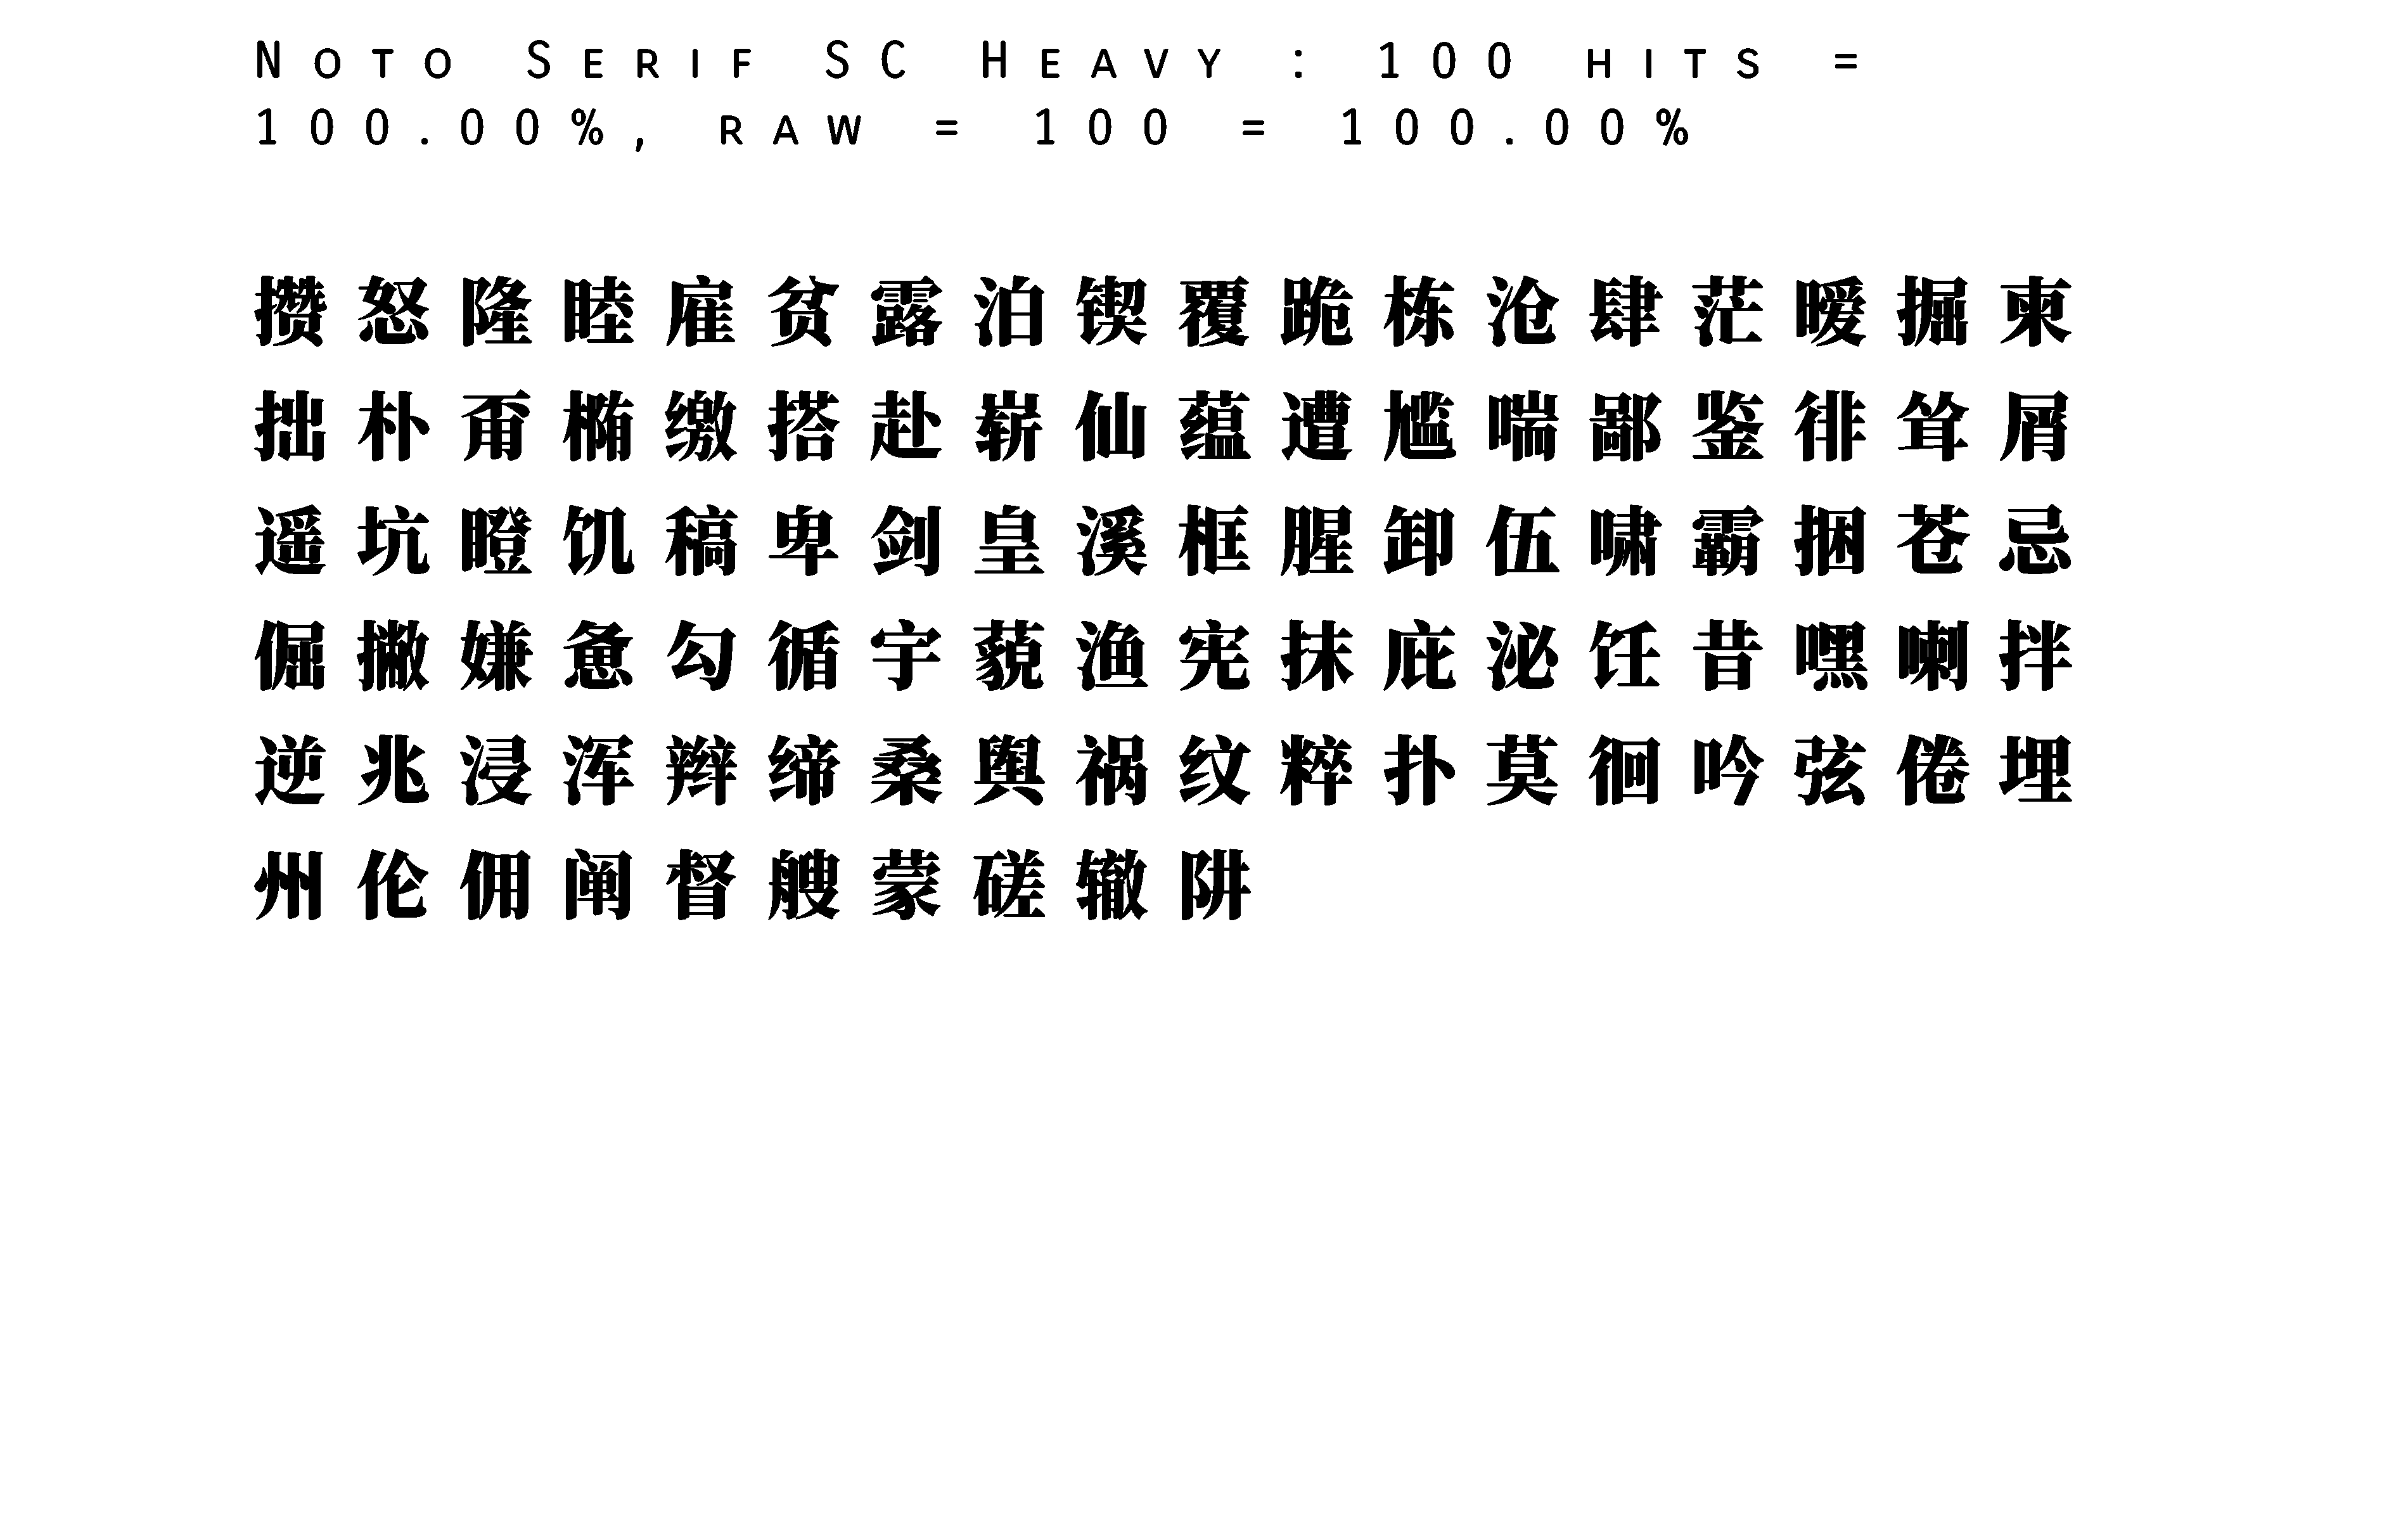 Noto Serif SC Heavy : 100 hits =
100.00%, raw = 100 = 100.00%
攒怒隆睦雇贫露泊锲覆跪栋沧肆茫暧掘柬
拙朴甭椭缴搭赴崭仙蕴遭尴喘鄙鉴徘耸屑
遥坑瞪饥稿卑剑皇溪框腥卸伍啸霸捆苍忌
倔撇嫌惫勾循宇藐渔宪抹庇泌饪昔嘿喇拌
逆兆浸浑辩缔桑舆祸纹粹扑莫徊吟弦倦埋
州伦佣阐督艘蒙磋辙阱